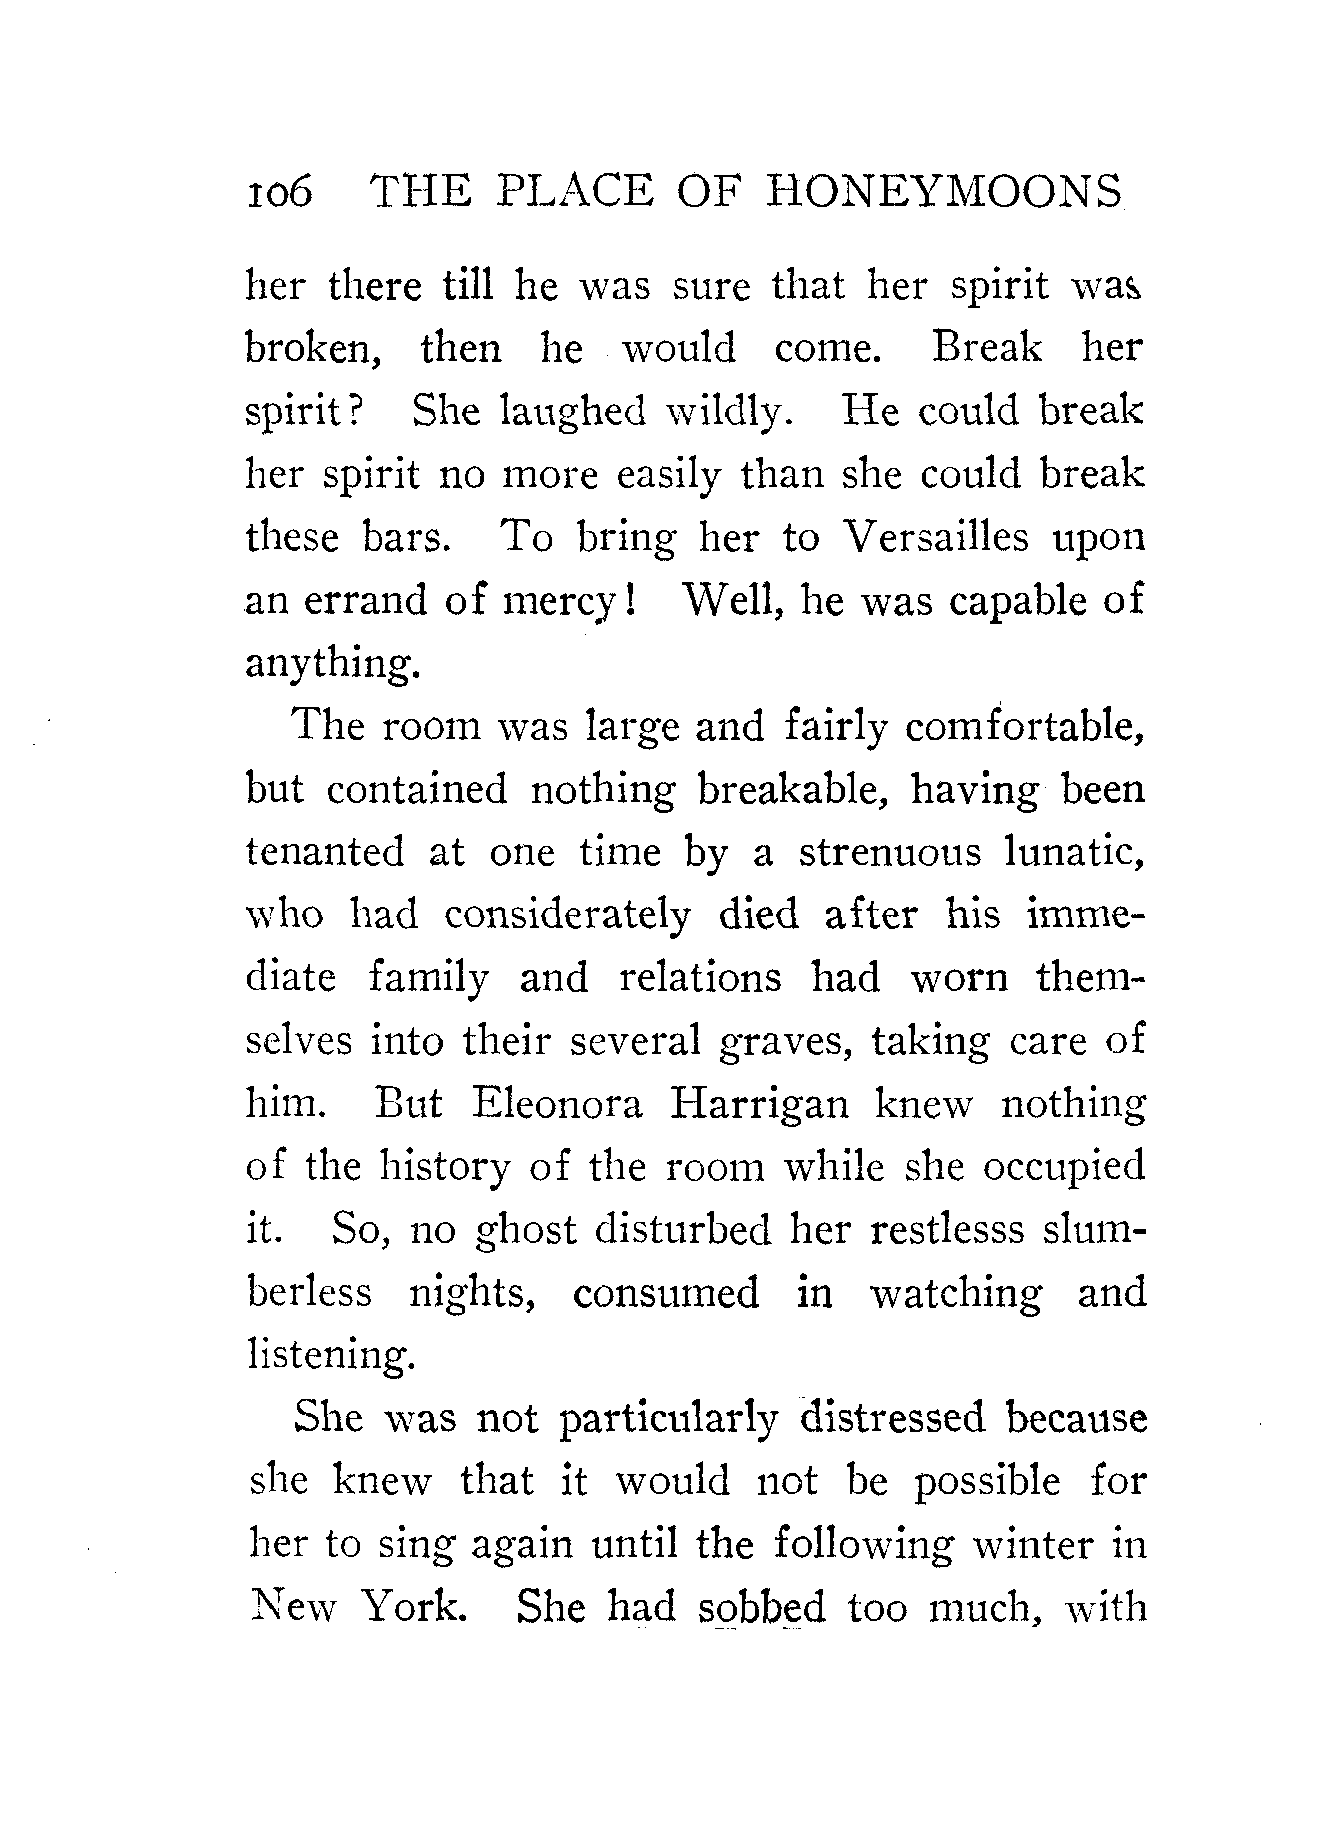 106 THE PLACE OF HONEYMOONS
her there till he was sure that her spirit was
broken, then he would come. Break her
spirit? She laughed wildly. He could break
her spirit no more easily than she could break
these bars. To bring her to Versailles upon
an errand of mercy! Well, he was capable of
anything.
The room was large and fairly comfortable,
but contained nothing breakable, having been
tenanted at one time by a strenuous lunatic,
who had considerately died after his imme-
diate family and relations had worn them-
selves into their several graves, taking care of
him. But Eleonora Harrigan knew nothing
of the history of the room while she occupied
it. So, no ghost disturbed her restlesss slum-
berless nights, consumed in watching and
listening.
She was not particularly distressed because
she knew that it would not be possible for
her to sing again until the following winter in
New York. She had sobbed too much, with